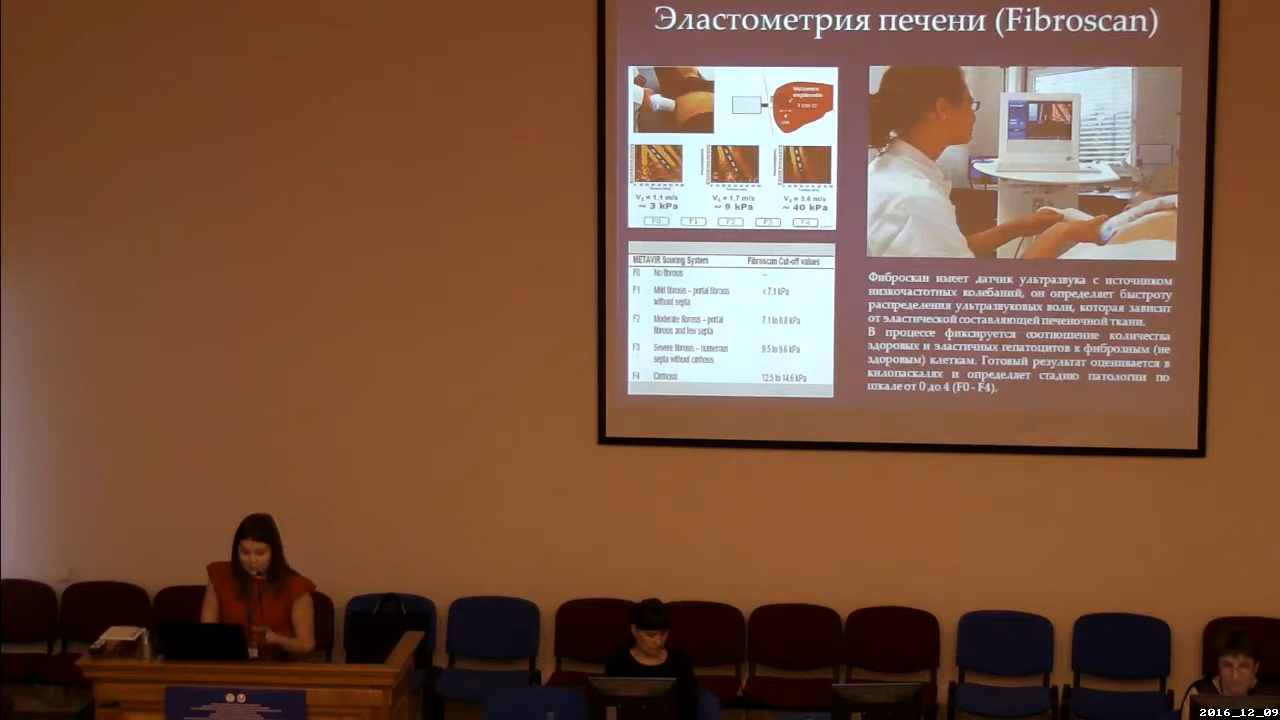 Эластометрия печени (Fibroscan)
V_s = 1.1 m/s
V_s = 1.7 m/s
V_s = 3.6 m/s
~ 3 kPa
~ 9 kPa
~ 40 kPa
F0
F1
F2
F3
F4
METAVIR Scoring System
Fibroscan Cut-off values
F0 No fibrosis –
F1 Mild fibrosis – portal fibrosis
without septa
< 7,1 kPa
F2 Moderate fibrosis – portal
fibrosis and few septa
7.1 to 8,8 kPa
F3 Severe fibrosis – numerous
septa without cirrhosis
9.5 to 9.6 kPa
F4 Cirrhosis 12,5 to 14,6 kPa
Фиброскан имеет датчик ультразвука с источником
низкочастотных колебаний, он определяет быстроту
распределения ультразвуковых волн, которая зависит
от эластической составляющей печеночной ткани.
В процессе фиксируется соотношение количества
здоровых и эластичных гепатоцитов к фиброзным (не
здоровым) клеткам. Готовый результат оценивается в
килопаскалях и определяет стадию патологии по
шкале от 0 до 4 (F0 - F4).
2016_12_09